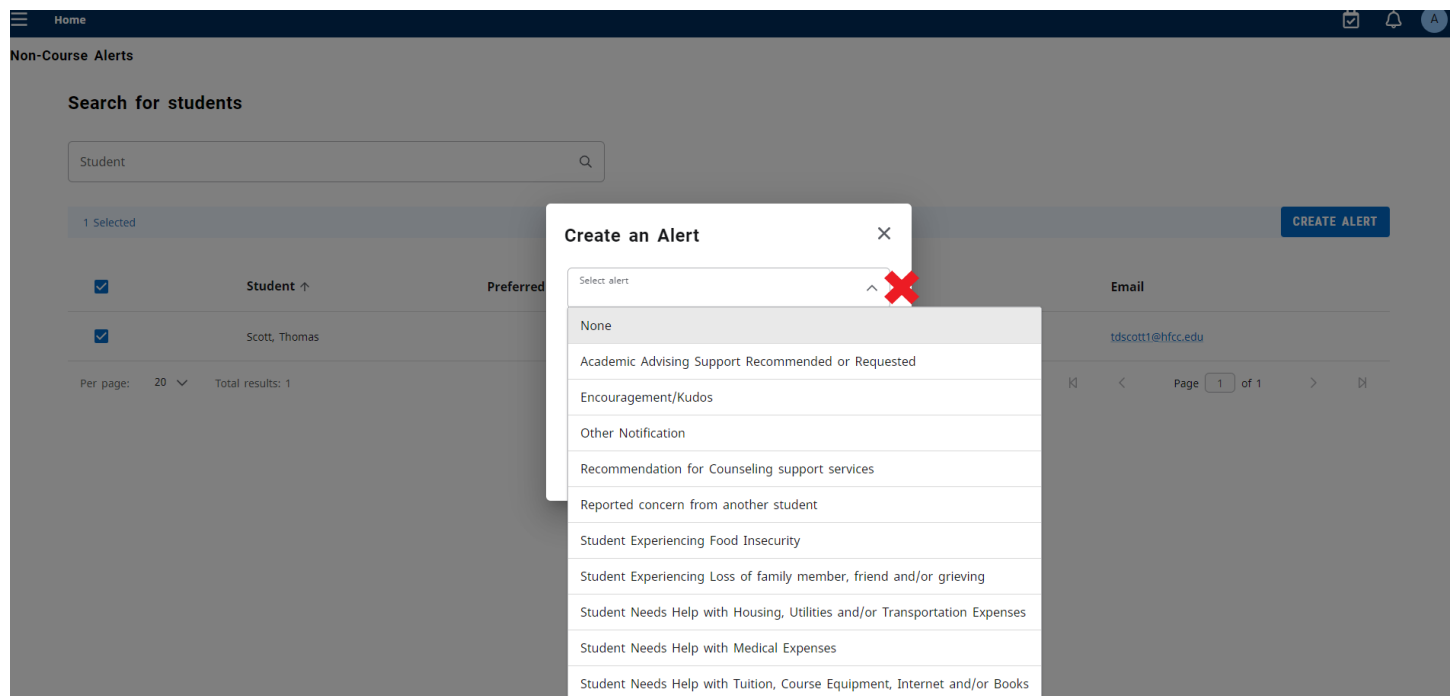 Home
A
Non-Course Alerts
Search for students
Student
1 Selected
CREATE ALERT
Create an Alert
Select alert
Student
Preferred
Email
Scott, Thomas
tdscott1@hfcc.edu
Per page: 20
Total results: 1
Page 1 of 1
None
Academic Advising Support Recommended or Requested
Encouragement/Kudos
Other Notification
Recommendation for Counseling support services
Reported concern from another student
Student Experiencing Food Insecurity
Student Experiencing Loss of family member, friend and/or grieving
Student Needs Help with Housing, Utilities and/or Transportation Expenses
Student Needs Help with Medical Expenses
Student Needs Help with Tuition, Course Equipment, Internet and/or Books